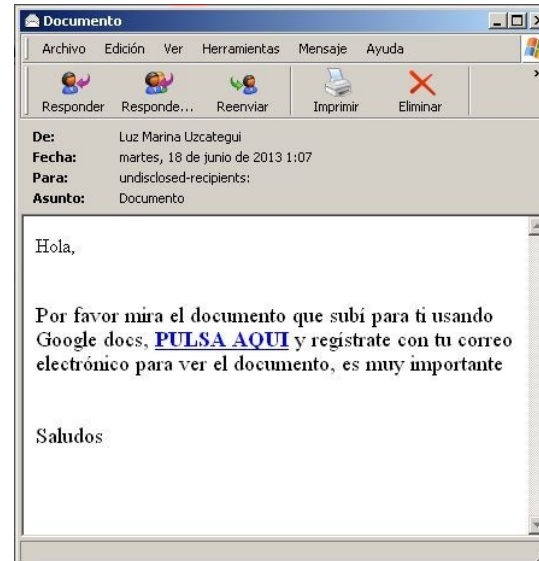 Documento
Archivo Edición Ver Herramientas Mensaje Ayuda
Responder Responde... Reenviar Imprimir Eliminar
De: Luz Marina Uzcategui
Fecha: martes, 18 de junio de 2013 1:07
Para: undisclosed-recipients:
Asunto: Documento
Hola,
Por favor mira el documento que subí para ti usando
Google docs, PULSA AQUI y regístrate con tu correo
electrónico para ver el documento, es muy importante
Saludos